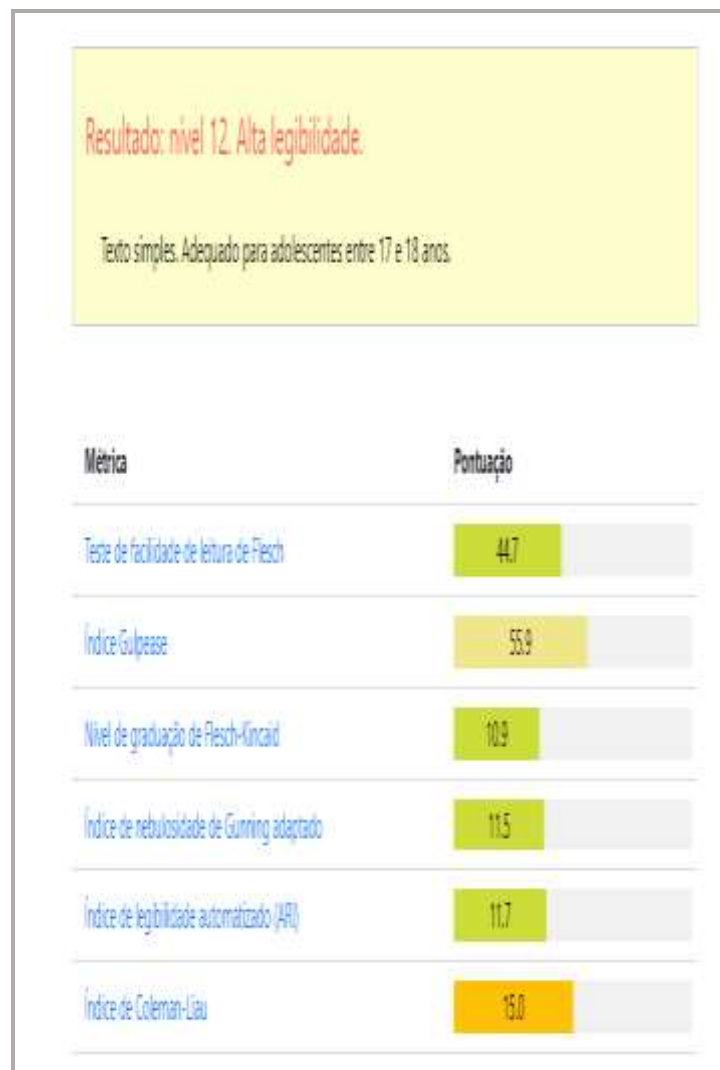 Resultado: nível 12. Alta legibilidade.
Texto simples. Adequado para adolescentes entre 17 e 18 anos.
Métrica Pontuação
Teste de facilidade de leitura de Flesch 44.7
Índice Gulpease 55.9
Nível de graduação de Flesch-Kincaid 10.9
Índice de nebulosidade de Gunning adaptado 11.5
Índice de legibilidade automatizado (ARI) 11.7
Índice de Coleman-Liau 15.0